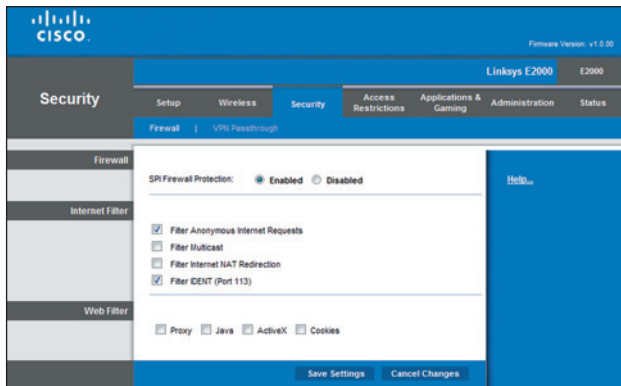 CISCO.
Firmware Version: v1.0.00
Linksys E2000 E2000
Security
Setup Wireless Security Access Restrictions Applications & Gaming Administration Status
Firewall | VPN Passthrough
Firewall
SPI Firewall Protection: Enabled Disabled
Help...
Internet Filter
Filter Anonymous Internet Requests
Filter Multicast
Filter Internet NAT Redirection
Filter IDENT (Port 113)
Web Filter
Proxy Java ActiveX Cookies
Save Settings Cancel Changes